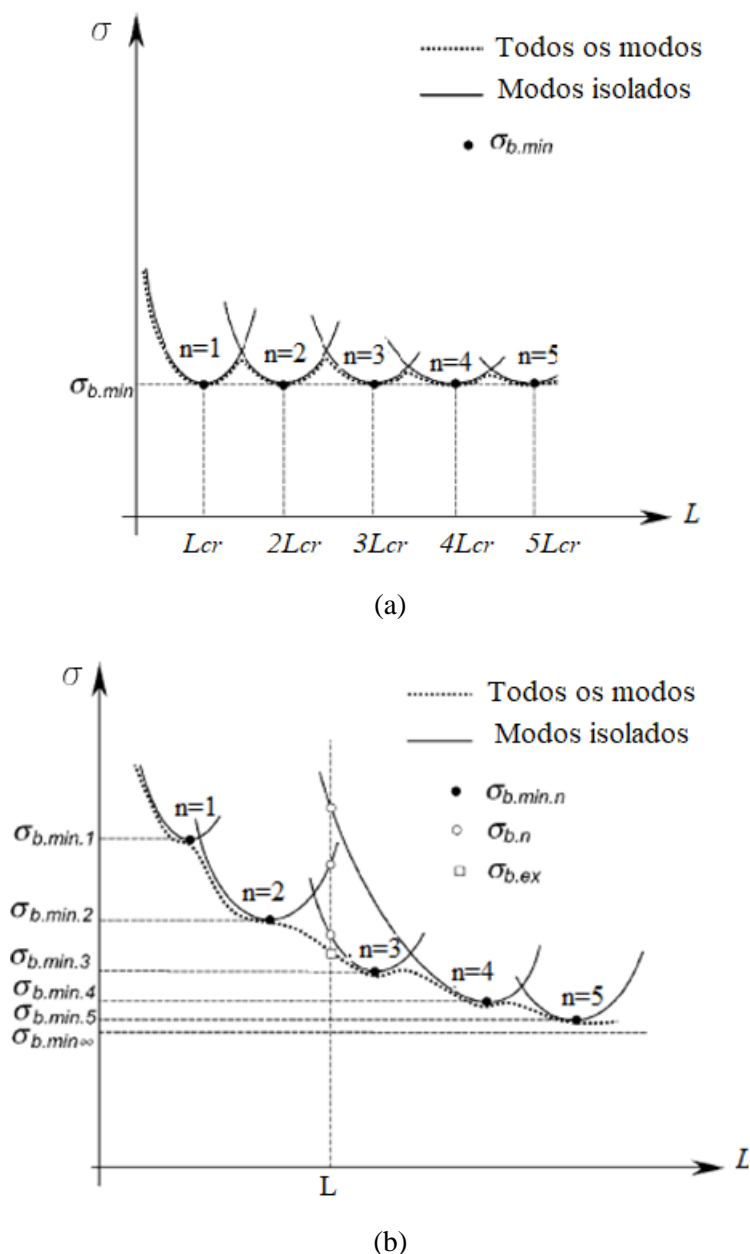 σ
Todos os modos
Modos isolados
σb.min
n=1 n=2 n=3 n=4 n=5
σb.min
L
Lcr 2Lcr 3Lcr 4Lcr 5Lcr
(a)
σ
Todos os modos
Modos isolados
σb.min.n
σb.n
σb.ex
n=1
σb.min.1
n=2
σb.min.2
n=3
σb.min.3
n=4
σb.min.4
n=5
σb.min.5
σb.min∞
L
L
(b)